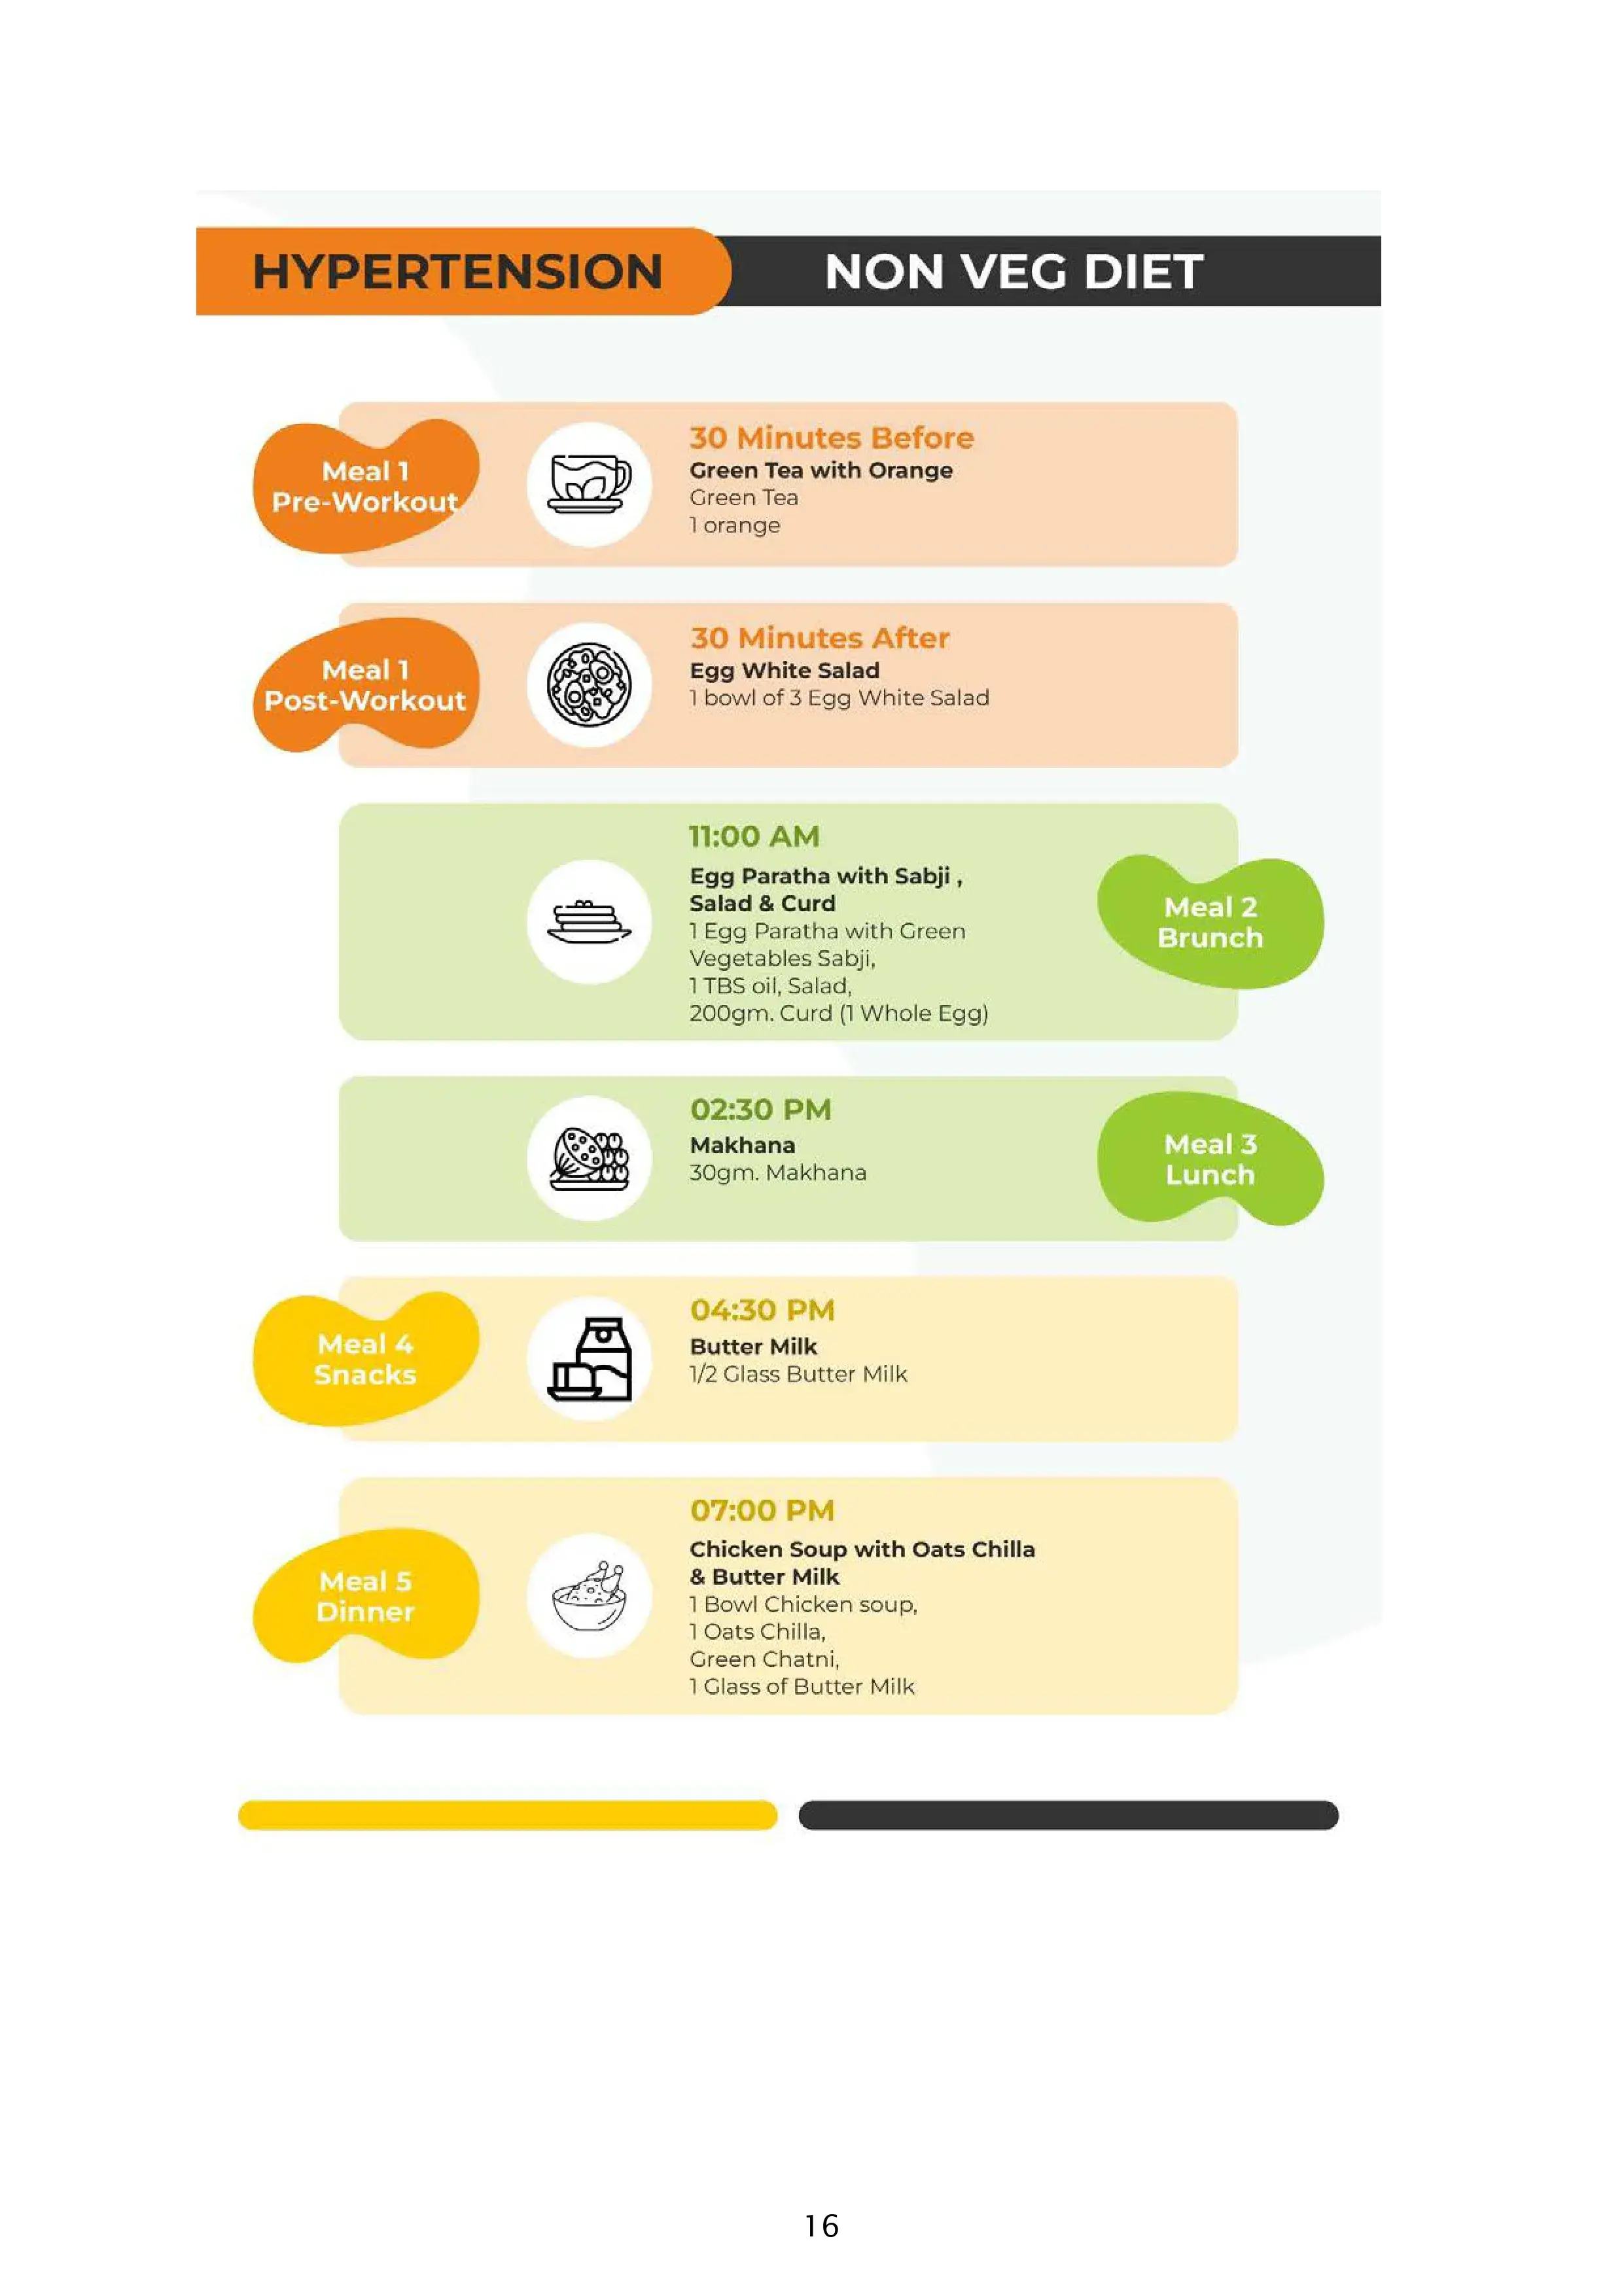 HYPERTENSION
NON VEG DIET
Meal 1
Pre-Workout
30 Minutes Before
Green Tea with Orange
Green Tea
1 orange
Meal 1
Post-Workout
30 Minutes After
Egg White Salad
1 bowl of 3 Egg White Salad
11:00 AM
Egg Paratha with Sabji ,
Salad & Curd
1 Egg Paratha with Green
Vegetables Sabji,
1 TBS oil, Salad,
200gm. Curd (1 Whole Egg)
Meal 2
Brunch
02:30 PM
Makhana
30gm. Makhana
Meal 3
Lunch
Meal 4
Snacks
04:30 PM
Butter Milk
1/2 Glass Butter Milk
Meal 5
Dinner
07:00 PM
Chicken Soup with Oats Chilla
& Butter Milk
1 Bowl Chicken soup,
1 Oats Chilla,
Green Chatni,
1 Glass of Butter Milk
16